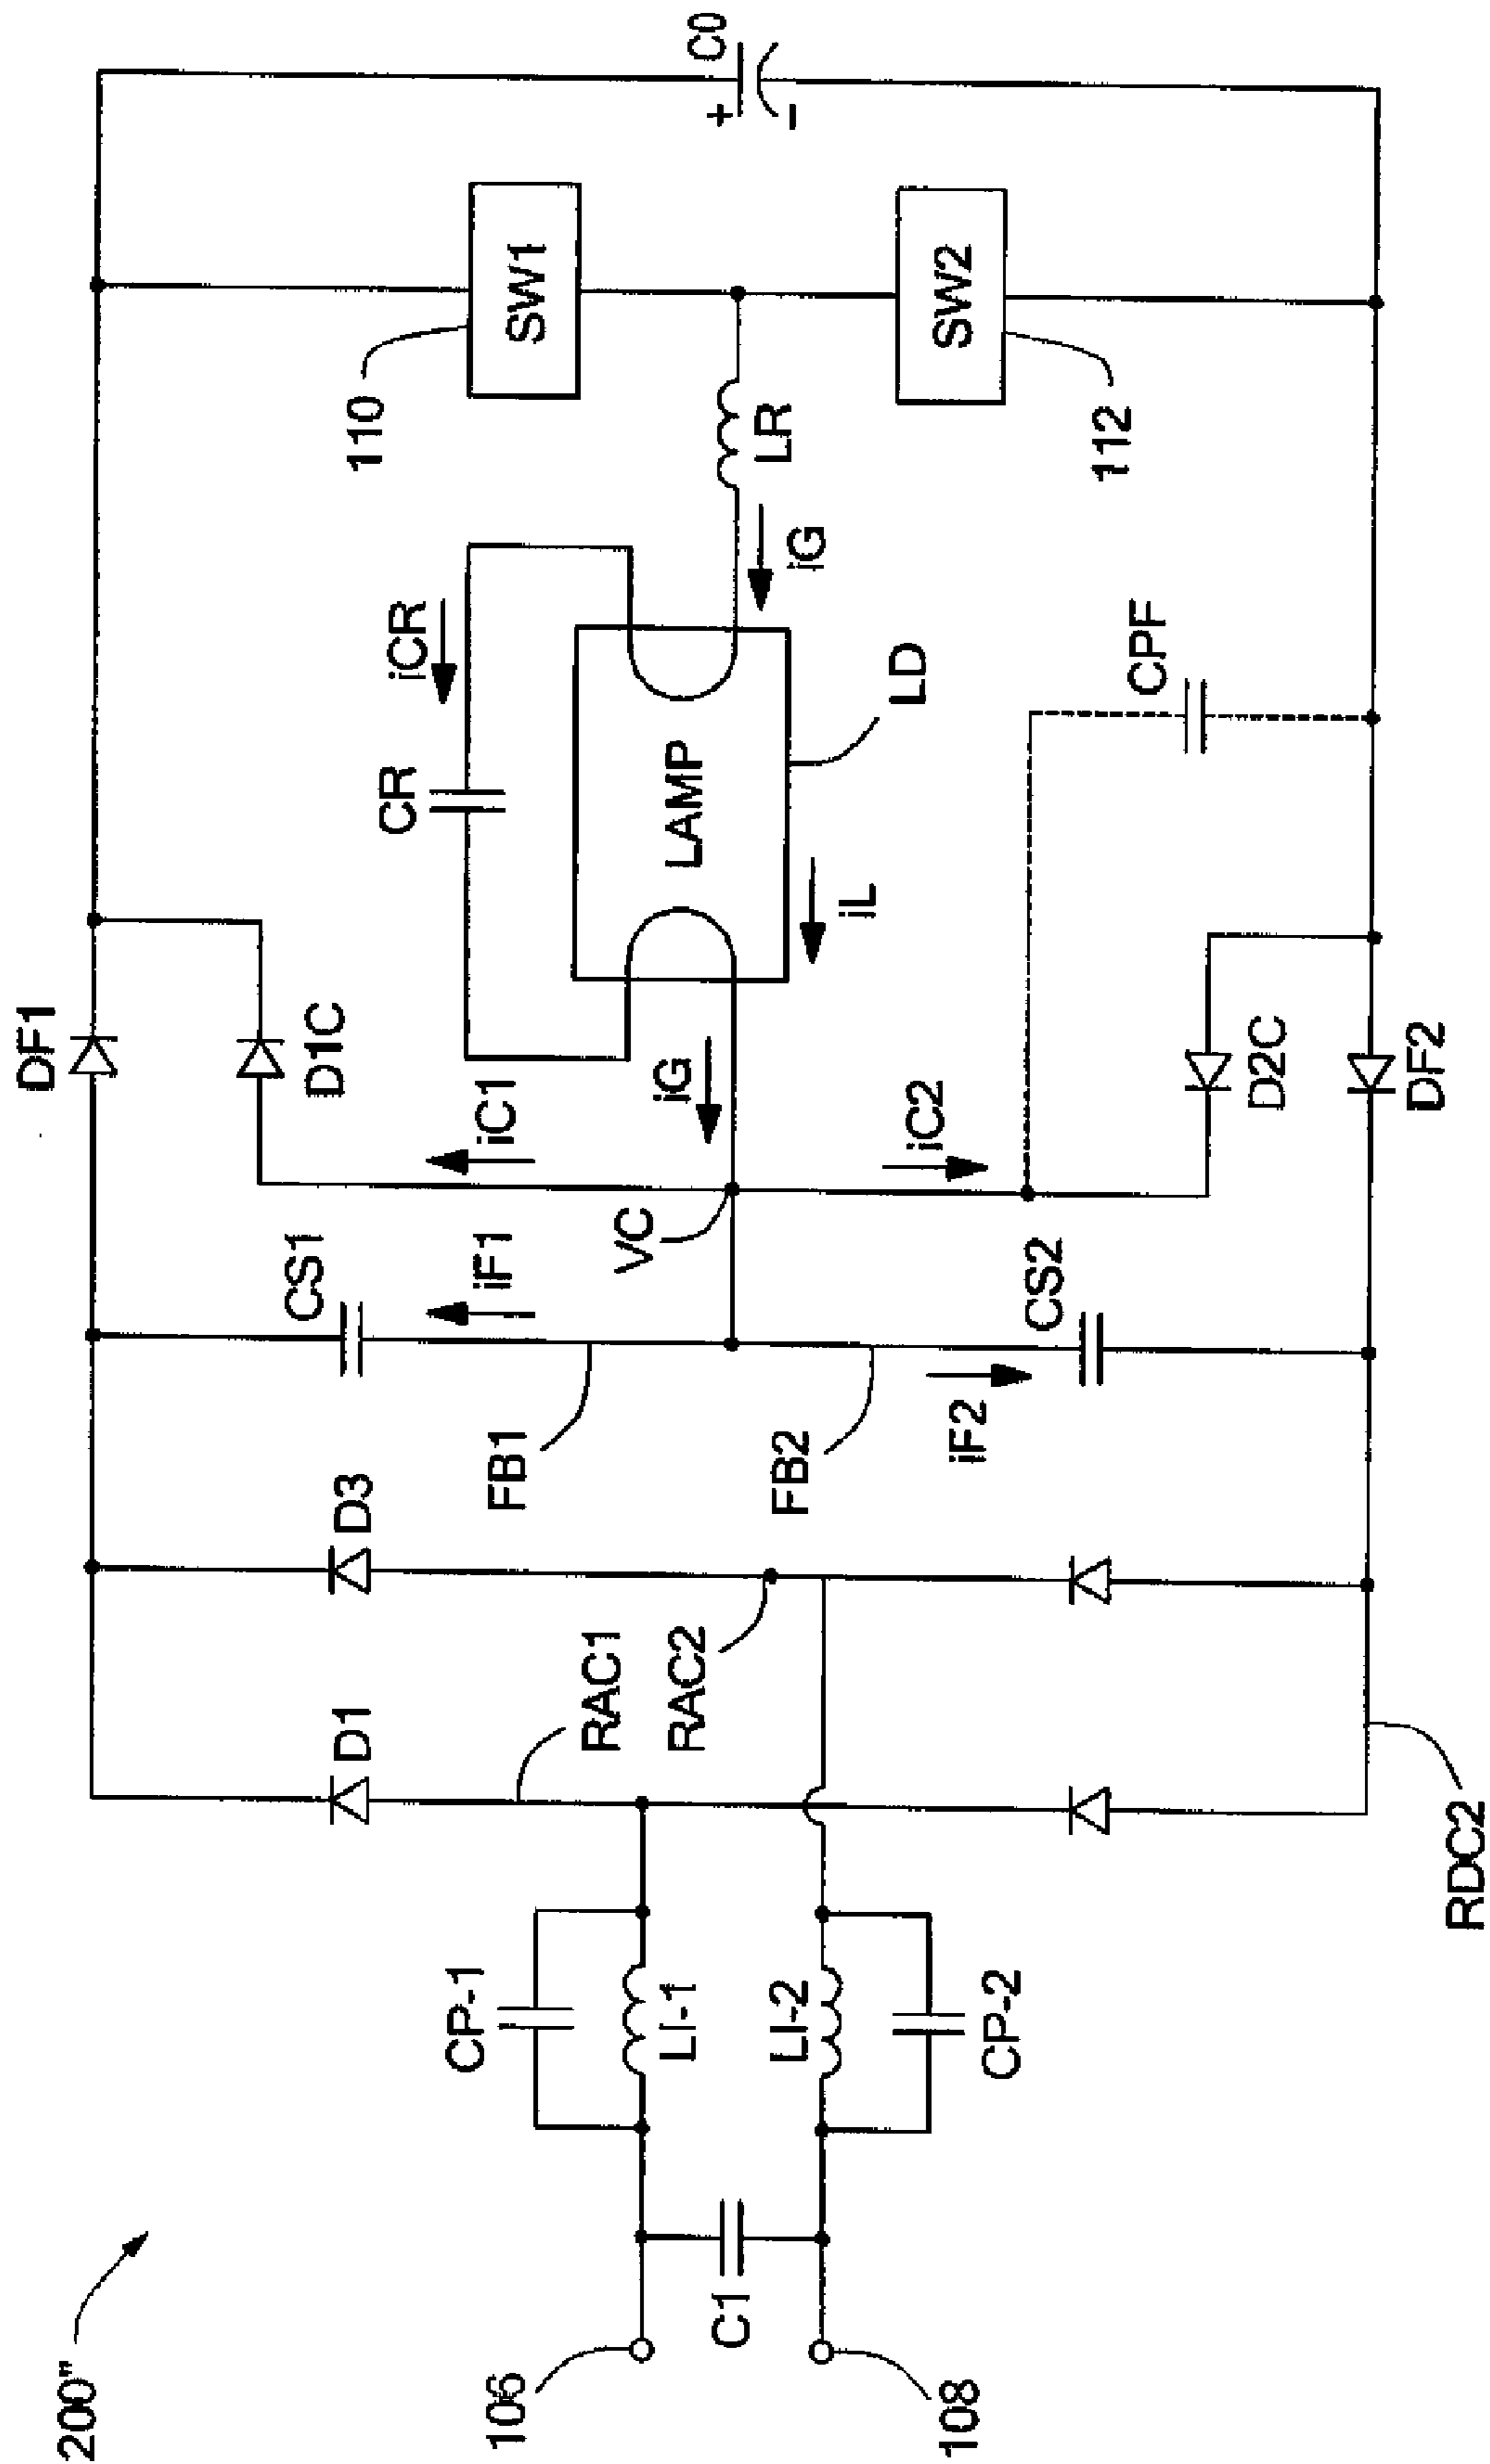 200"
106
108
C1
CP-1
LI-1
LI-2
CP-2
D1
RAC1
RAC2
D3
RDC2
FB1
FB2
CS1
iF1
iF2
CS2
VC
iC1
iC2
iG
DF1
D1C
D2C
DF2
CR
iCR
LAMP
iL
LD
iG
CPF
LR
110
SW1
SW2
112
C0
+
–